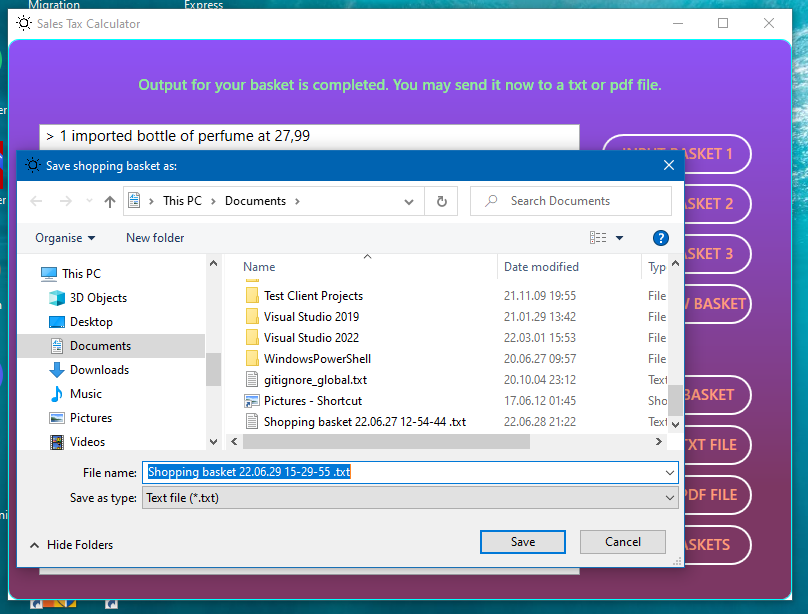 Migration
Express
Sales Tax Calculator
Output for your basket is completed. You may send it now to a txt or pdf file.
> 1 imported bottle of perfume at 27,99
BASKET 1
Save shopping basket as:
This PC > Documents >
Search Documents
ASKET 2
Organise
New folder
ASKET 3
This PC
Name
Date modified
Typ
3D Objects
Test Client Projects
21.11.09 19:55
File
BASKET
Desktop
Visual Studio 2019
21.01.29 13:42
File
Documents
Visual Studio 2022
22.03.01 15:53
File
Downloads
WindowsPowerShell
20.06.27 09:57
File
Music
gitignore_global.txt
20.10.04 23:12
Text
Pictures
Pictures - Shortcut
17.06.12 01:45
Sho
BASKET
Videos
Shopping basket 22.06.27 12-54-44 .txt
22.06.28 21:22
Text
TXT FILE
File name:
Shopping basket 22.06.29 15-29-55 .txt
Save as type:
Text file (*.txt)
PDF FILE
Hide Folders
Save
Cancel
ASKETS